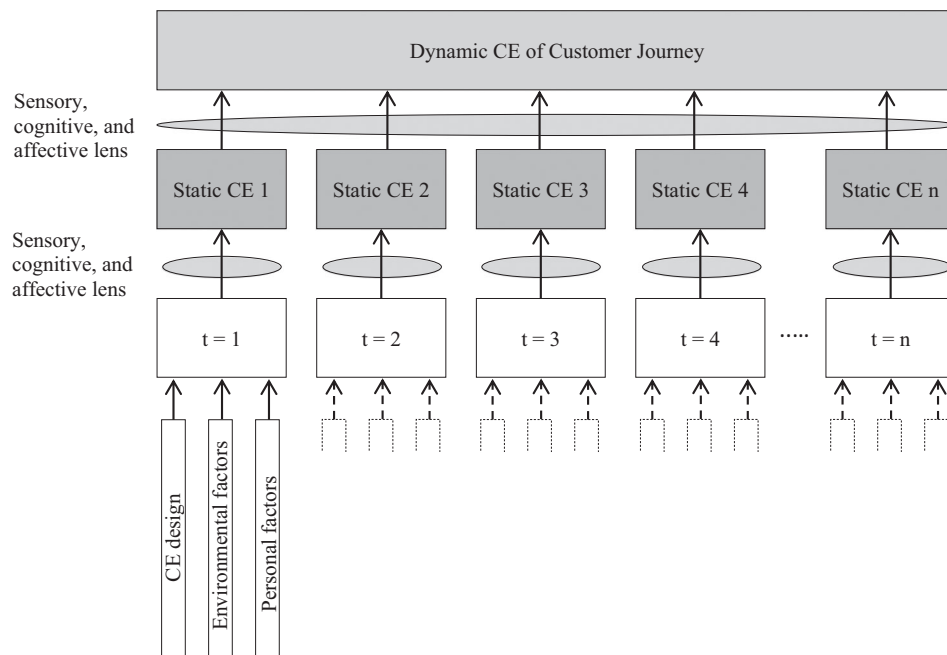 Dynamic CE of Customer Journey
Sensory,
cognitive, and
affective lens
Static CE 1
Static CE 2
Static CE 3
Static CE 4
Static CE n
Sensory,
cognitive, and
affective lens
t = 1
t = 2
t = 3
t = 4
.....
t = n
CE design
Environmental factors
Personal factors